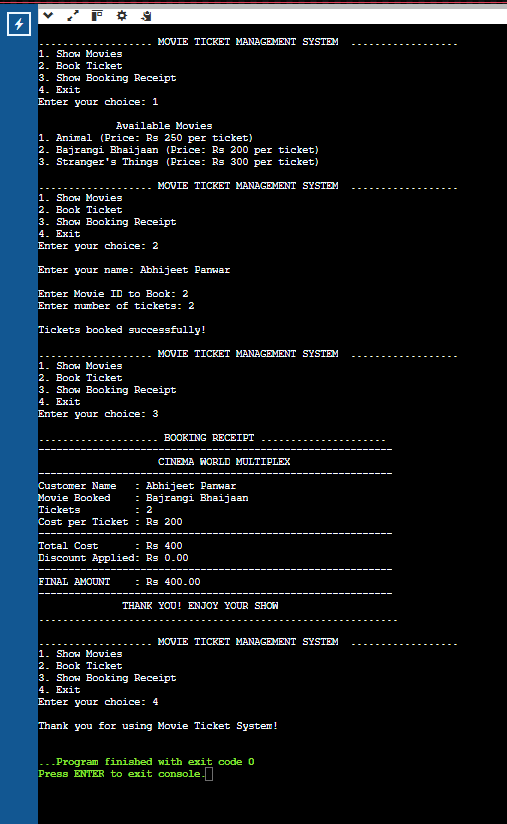 ................... MOVIE TICKET MANAGEMENT SYSTEM ..................
1. Show Movies
2. Book Ticket
3. Show Booking Receipt
4. Exit
Enter your choice: 1
Available Movies
1. Animal (Price: Rs 250 per ticket)
2. Bajrangi Bhaijaan (Price: Rs 200 per ticket)
3. Stranger's Things (Price: Rs 300 per ticket)
................... MOVIE TICKET MANAGEMENT SYSTEM ..................
1. Show Movies
2. Book Ticket
3. Show Booking Receipt
4. Exit
Enter your choice: 2
Enter your name: Abhijeet Panwar
Enter Movie ID to Book: 2
Enter number of tickets: 2
Tickets booked successfully!
................... MOVIE TICKET MANAGEMENT SYSTEM ..................
1. Show Movies
2. Book Ticket
3. Show Booking Receipt
4. Exit
Enter your choice: 3
.................... BOOKING RECEIPT .....................
-----------------------------------------------------------
CINEMA WORLD MULTIPLEX
-----------------------------------------------------------
Customer Name   : Abhijeet Panwar
Movie Booked    : Bajrangi Bhaijaan
Tickets         : 2
Cost per Ticket : Rs 200
-----------------------------------------------------------
Total Cost      : Rs 400
Discount Applied: Rs 0.00
-----------------------------------------------------------
FINAL AMOUNT    : Rs 400.00
-----------------------------------------------------------
THANK YOU! ENJOY YOUR SHOW
............................................................
................... MOVIE TICKET MANAGEMENT SYSTEM ..................
1. Show Movies
2. Book Ticket
3. Show Booking Receipt
4. Exit
Enter your choice: 4
Thank you for using Movie Ticket System!
...Program finished with exit code 0
Press ENTER to exit console.